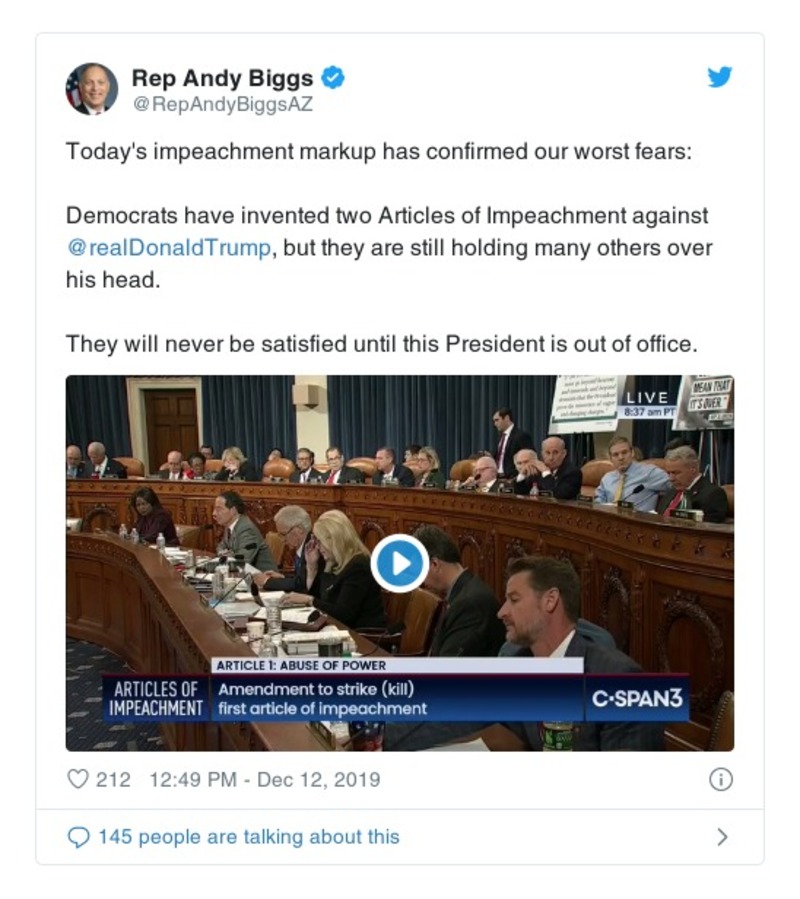 Rep Andy Biggs
@RepAndyBiggsAZ
Today's impeachment markup has confirmed our worst fears:
Democrats have invented two Articles of Impeachment against
@realDonaldTrump, but they are still holding many others over
his head.
They will never be satisfied until this President is out of office.
LIVE
8:37 am PT
MEAN THAT
IT'S OVER."
ARTICLE 1: ABUSE OF POWER
ARTICLES OF
IMPEACHMENT
Amendment to strike (kill)
first article of impeachment
C·SPAN3
212 12:49 PM - Dec 12, 2019
145 people are talking about this